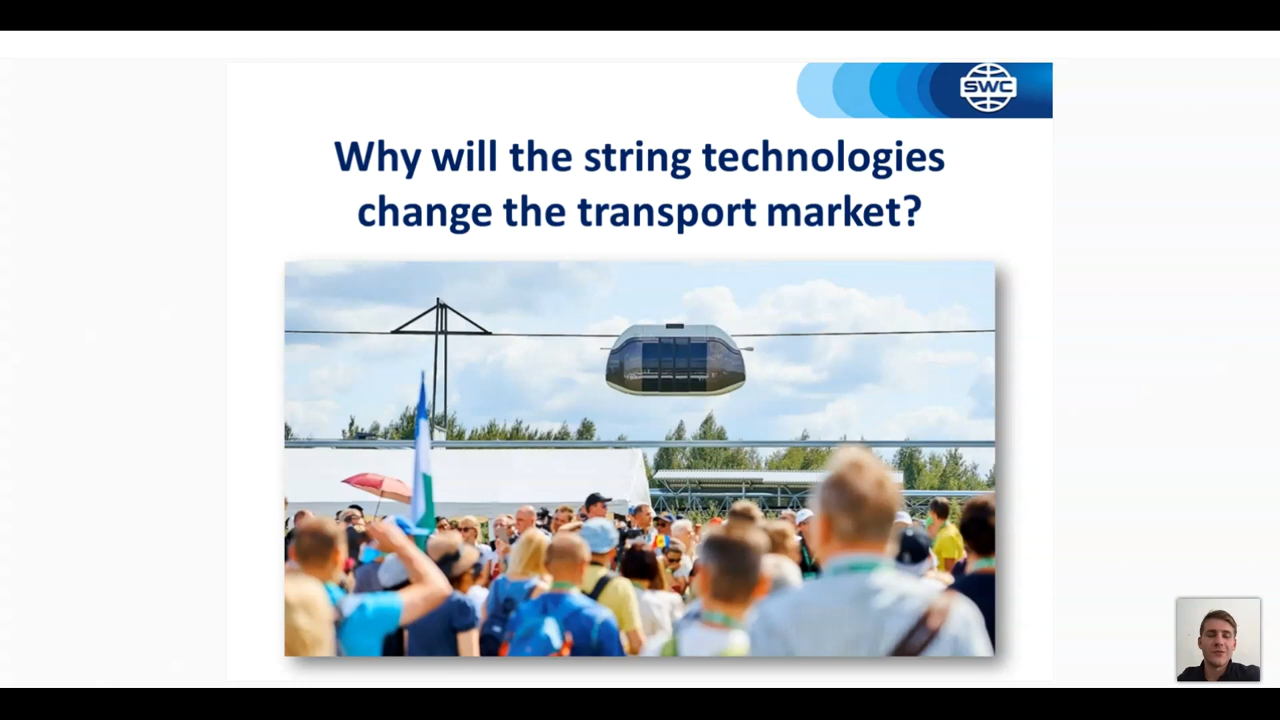 SWC
Why will the string technologies
change the transport market?